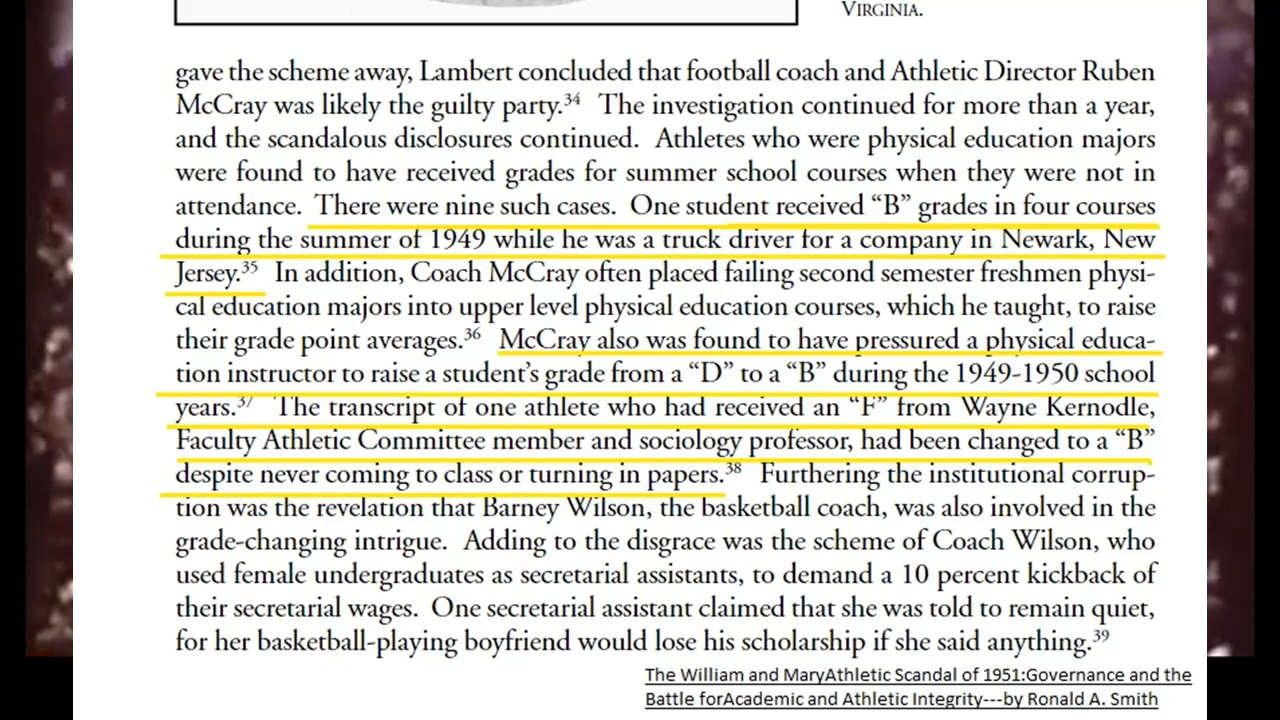 VIRGINIA.
gave the scheme away, Lambert concluded that football coach and Athletic Director Ruben
McCray was likely the guilty party.³⁴ The investigation continued for more than a year,
and the scandalous disclosures continued. Athletes who were physical education majors
were found to have received grades for summer school courses when they were not in
attendance. There were nine such cases. One student received “B” grades in four courses
during the summer of 1949 while he was a truck driver for a company in Newark, New
Jersey.³⁵ In addition, Coach McCray often placed failing second semester freshmen physi-
cal education majors into upper level physical education courses, which he taught, to raise
their grade point averages.³⁶ McCray also was found to have pressured a physical educa-
tion instructor to raise a student’s grade from a “D” to a “B” during the 1949-1950 school
years.³⁷ The transcript of one athlete who had received an “F” from Wayne Kernodle,
Faculty Athletic Committee member and sociology professor, had been changed to a “B”
despite never coming to class or turning in papers.³⁸ Furthering the institutional corrup-
tion was the revelation that Barney Wilson, the basketball coach, was also involved in the
grade-changing intrigue. Adding to the disgrace was the scheme of Coach Wilson, who
used female undergraduates as secretarial assistants, to demand a 10 percent kickback of
their secretarial wages. One secretarial assistant claimed that she was told to remain quiet,
for her basketball-playing boyfriend would lose his scholarship if she said anything.³⁹
The William and MaryAthletic Scandal of 1951:Governance and the
Battle forAcademic and Athletic Integrity---by Ronald A. Smith